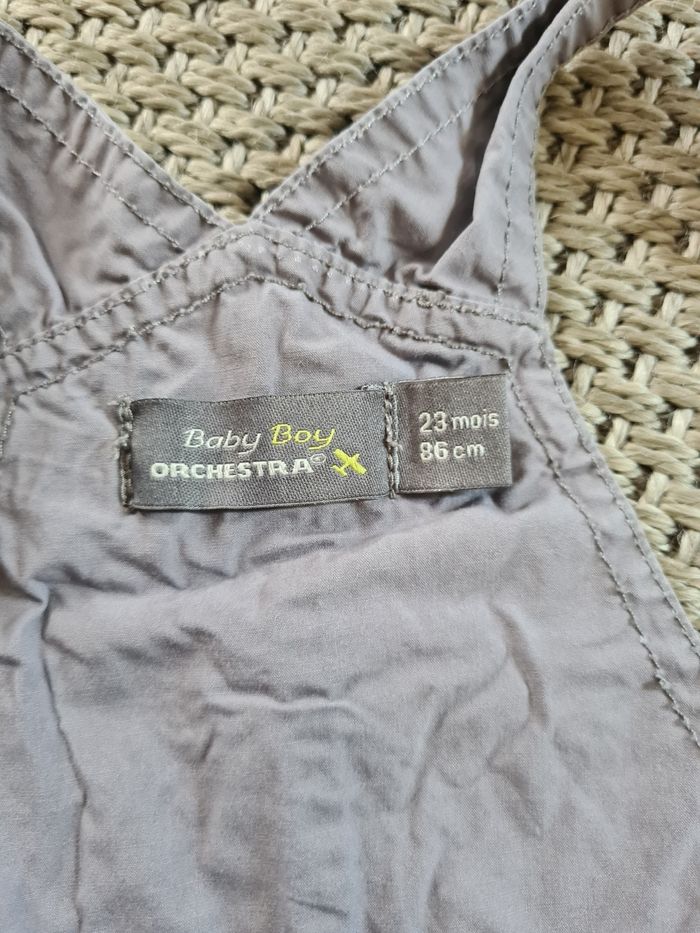 Baby Boy
ORCHESTRA®
23 mois
86 cm